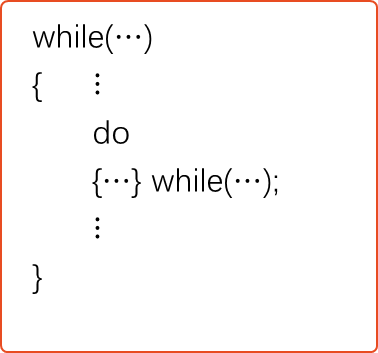 while(⋯)
{ ⋮
do
{⋯} while(⋯);
⋮
}